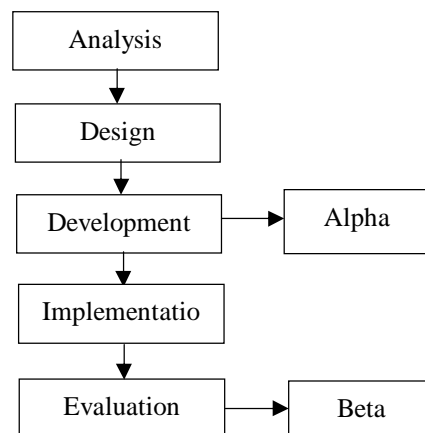 Analysis
Design
Development
Alpha
Implementatio
Evaluation
Beta